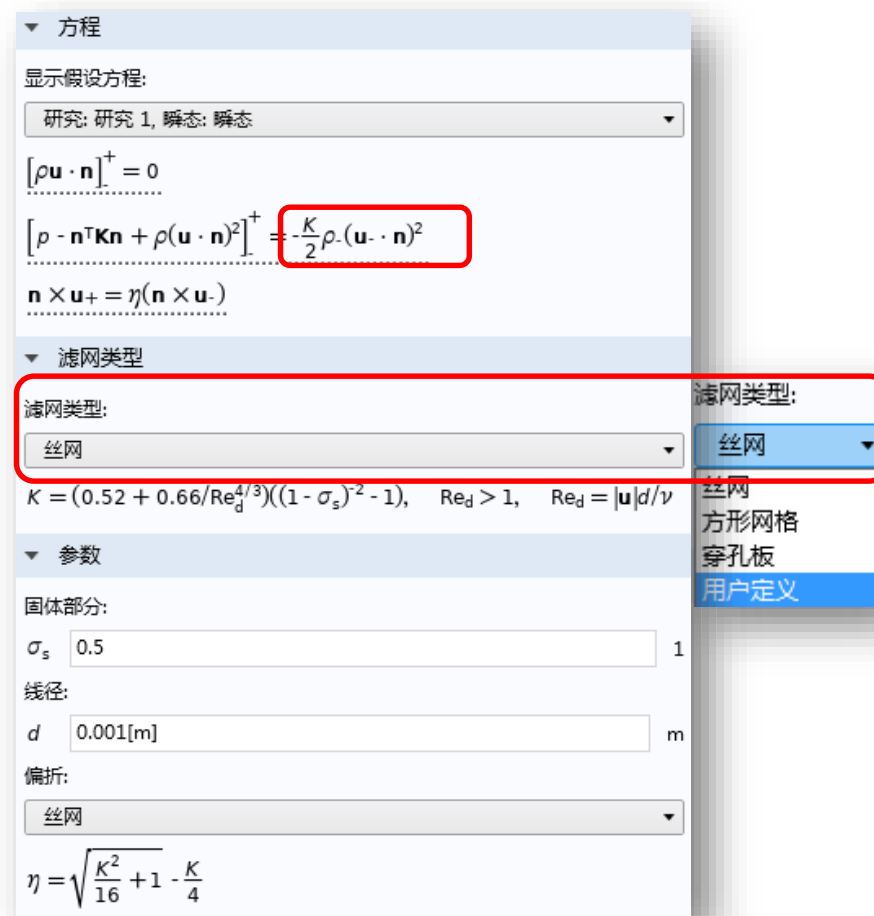 方程
显示假设方程:
研究: 研究 1, 瞬态: 瞬态
[ρu · n]⁺₋ = 0
[p - nᵀKn + ρ(u · n)²]⁺₋ = -K/2 ρ₋(u₋ · n)²
n × u₊ = η(n × u₋)
滤网类型
滤网类型:
丝网
K = (0.52 + 0.66/Re_d^4/3)((1 - σₛ)⁻² - 1), Re_d > 1, Re_d = |u|d/ν
参数
固体部分:
σₛ 0.5 1
线径:
d 0.001[m] m
偏折:
丝网
η = √(K²/16 + 1) - K/4
滤网类型:
丝网
丝网
方形网格
穿孔板
用户定义